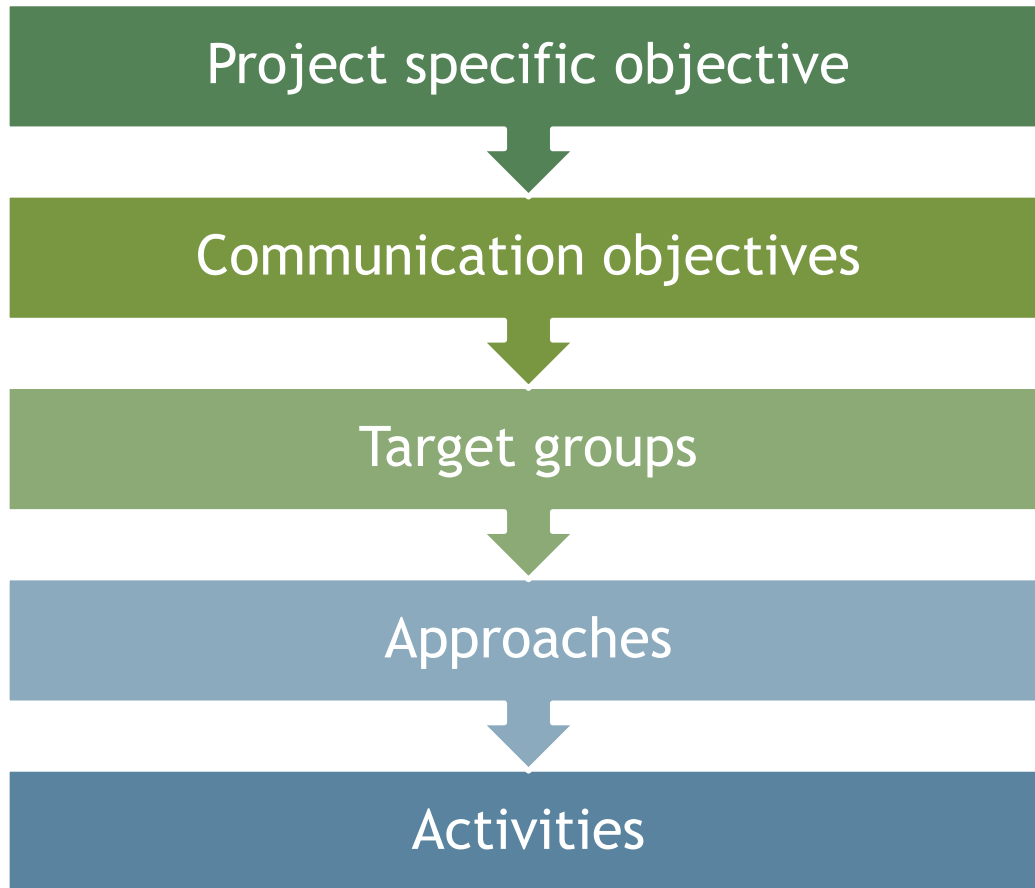 Project specific objective
Communication objectives
Target groups
Approaches
Activities